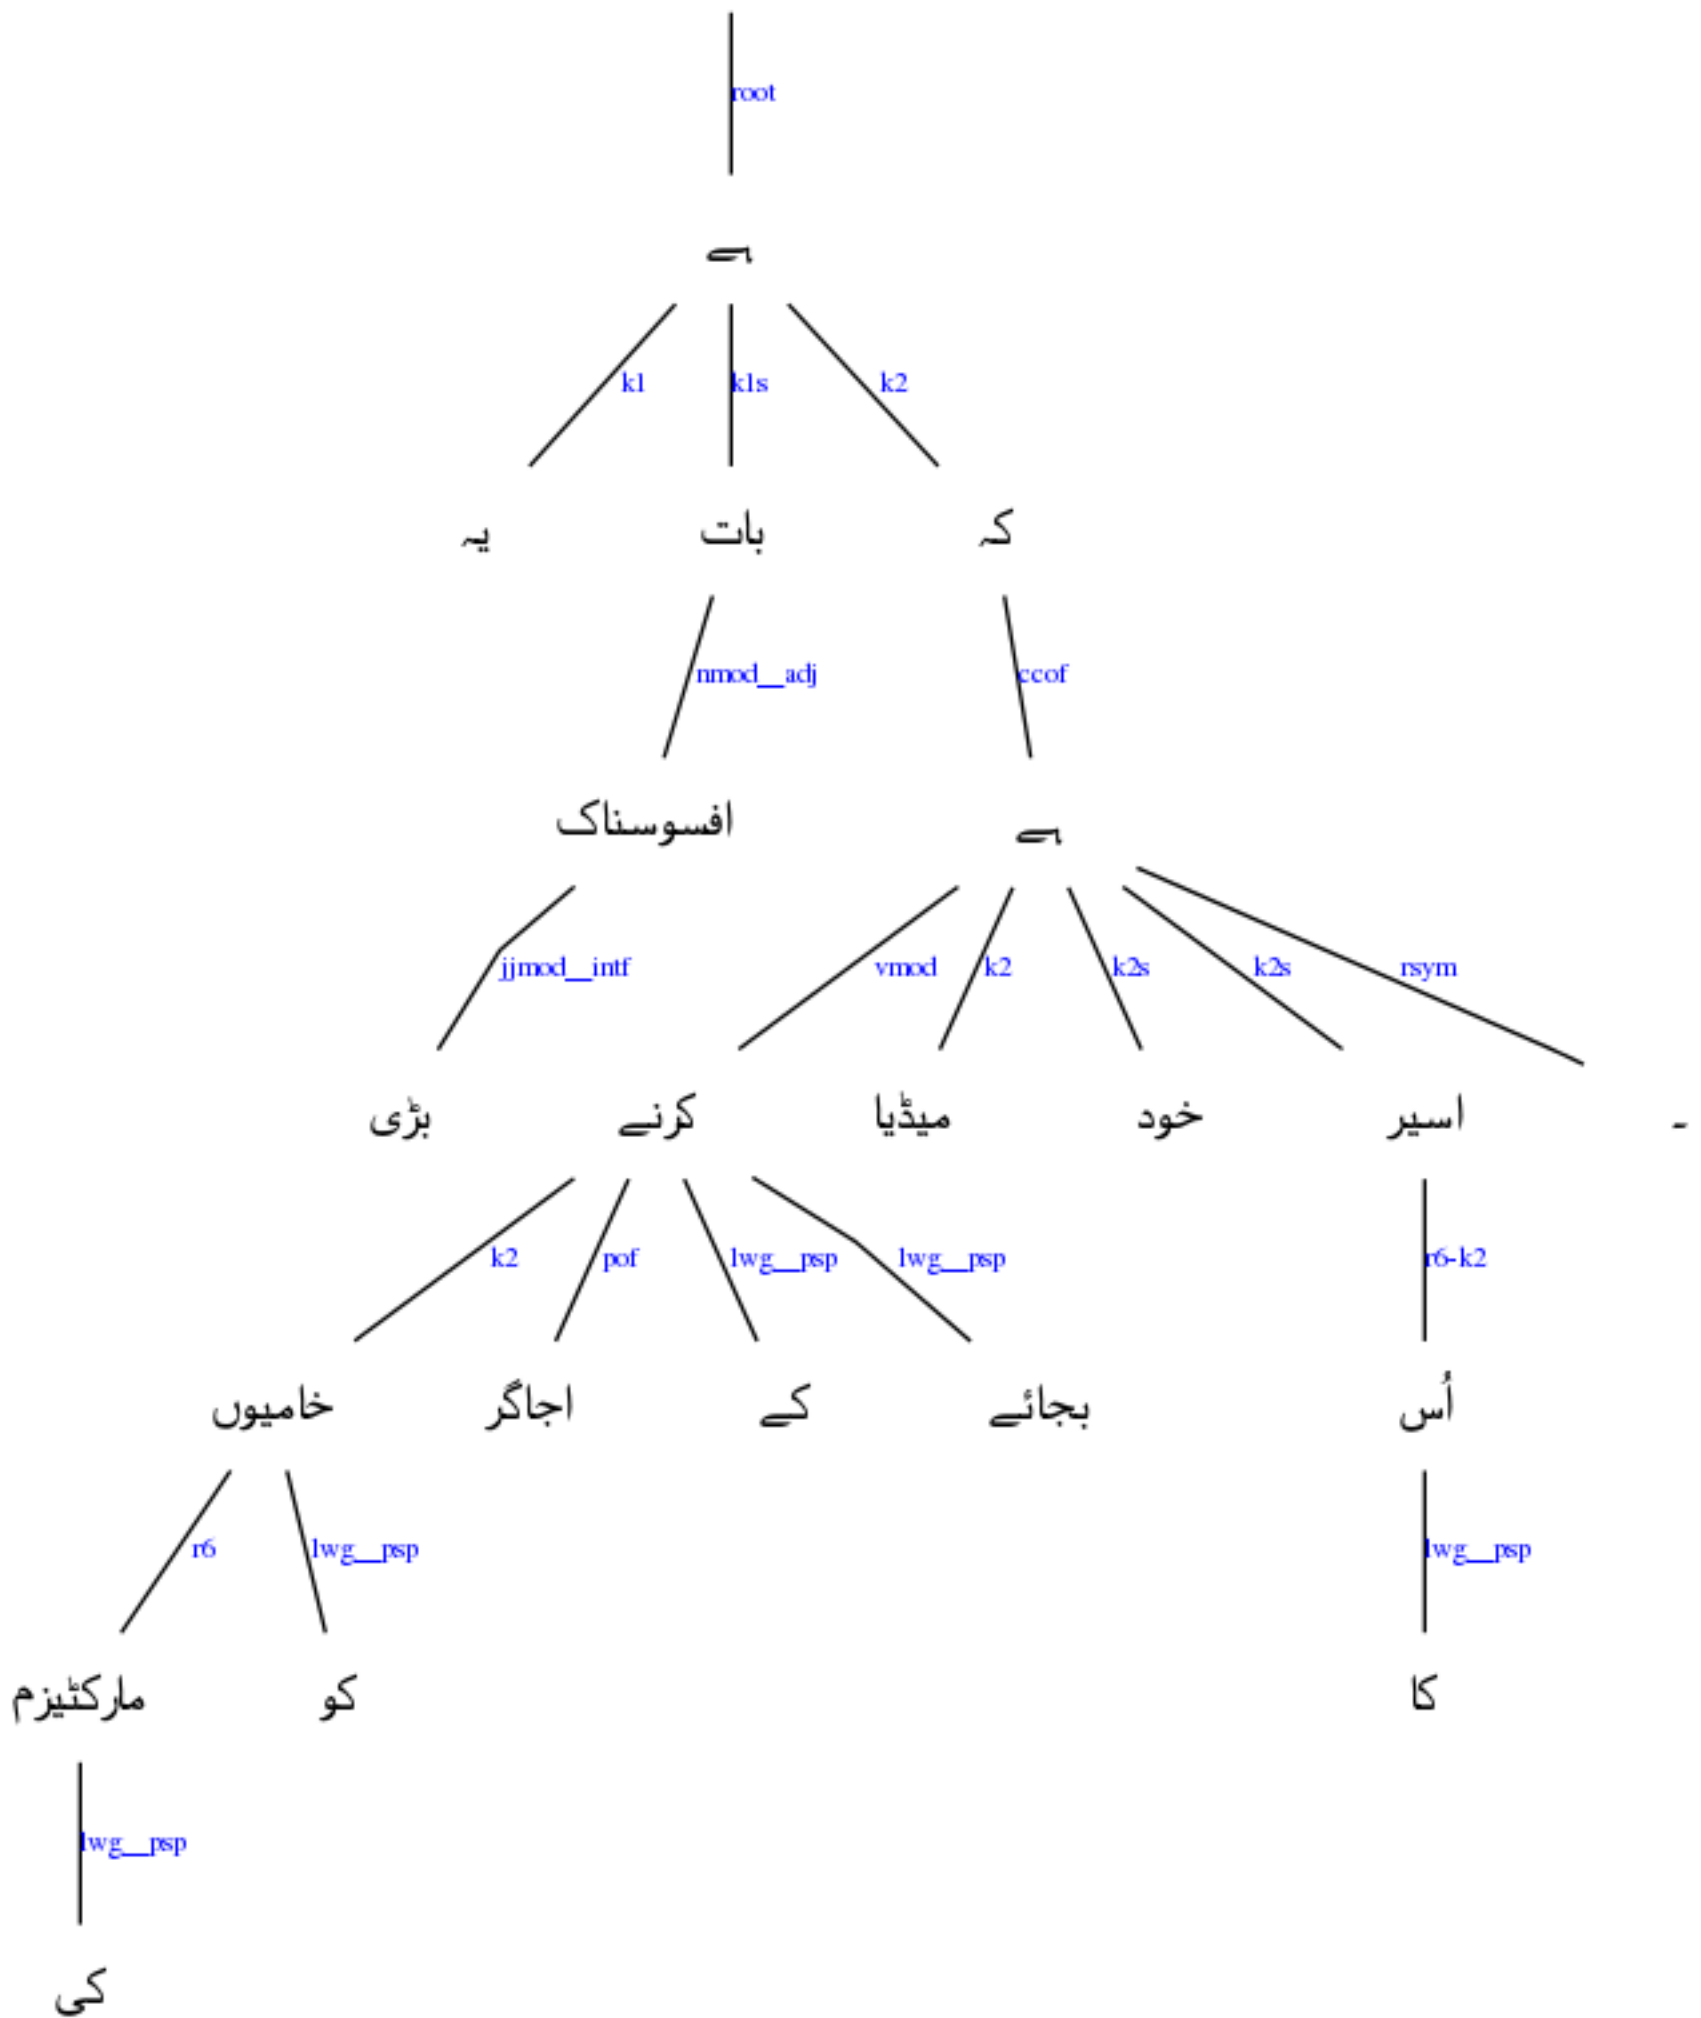 root
ہے
k1 k1s k2
یہ بات کہ
nmod__adj ccof
افسوسناک ہے
jjmod__intf vmod k2 k2s k2s rsym
بڑی کرنے میڈیا خود اسیر ۔
k2 pof lwg__psp lwg__psp r6-k2
خامیوں اجاگر کے بجائے اُس
r6 lwg__psp lwg__psp
مارکٹیزم کو کا
lwg__psp
کی